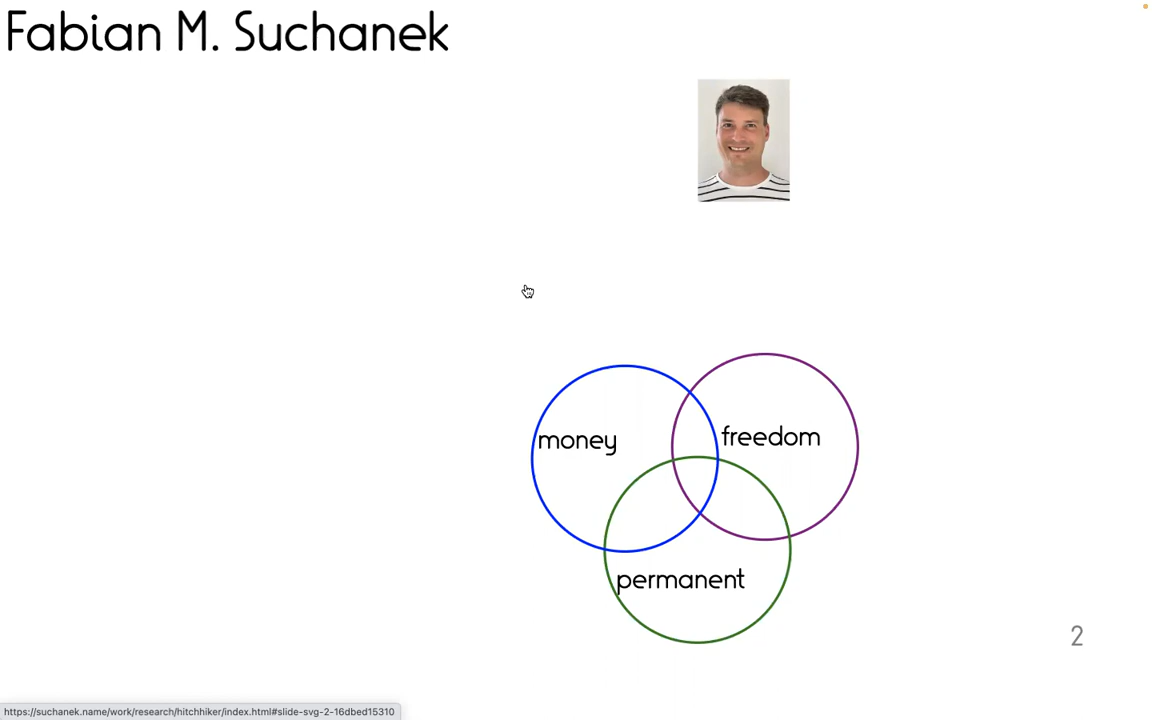 Fabian M. Suchanek
money
freedom
permanent
2
https://suchanek.name/work/research/hitchhiker/index.html#slide-svg-2-16dbed15310